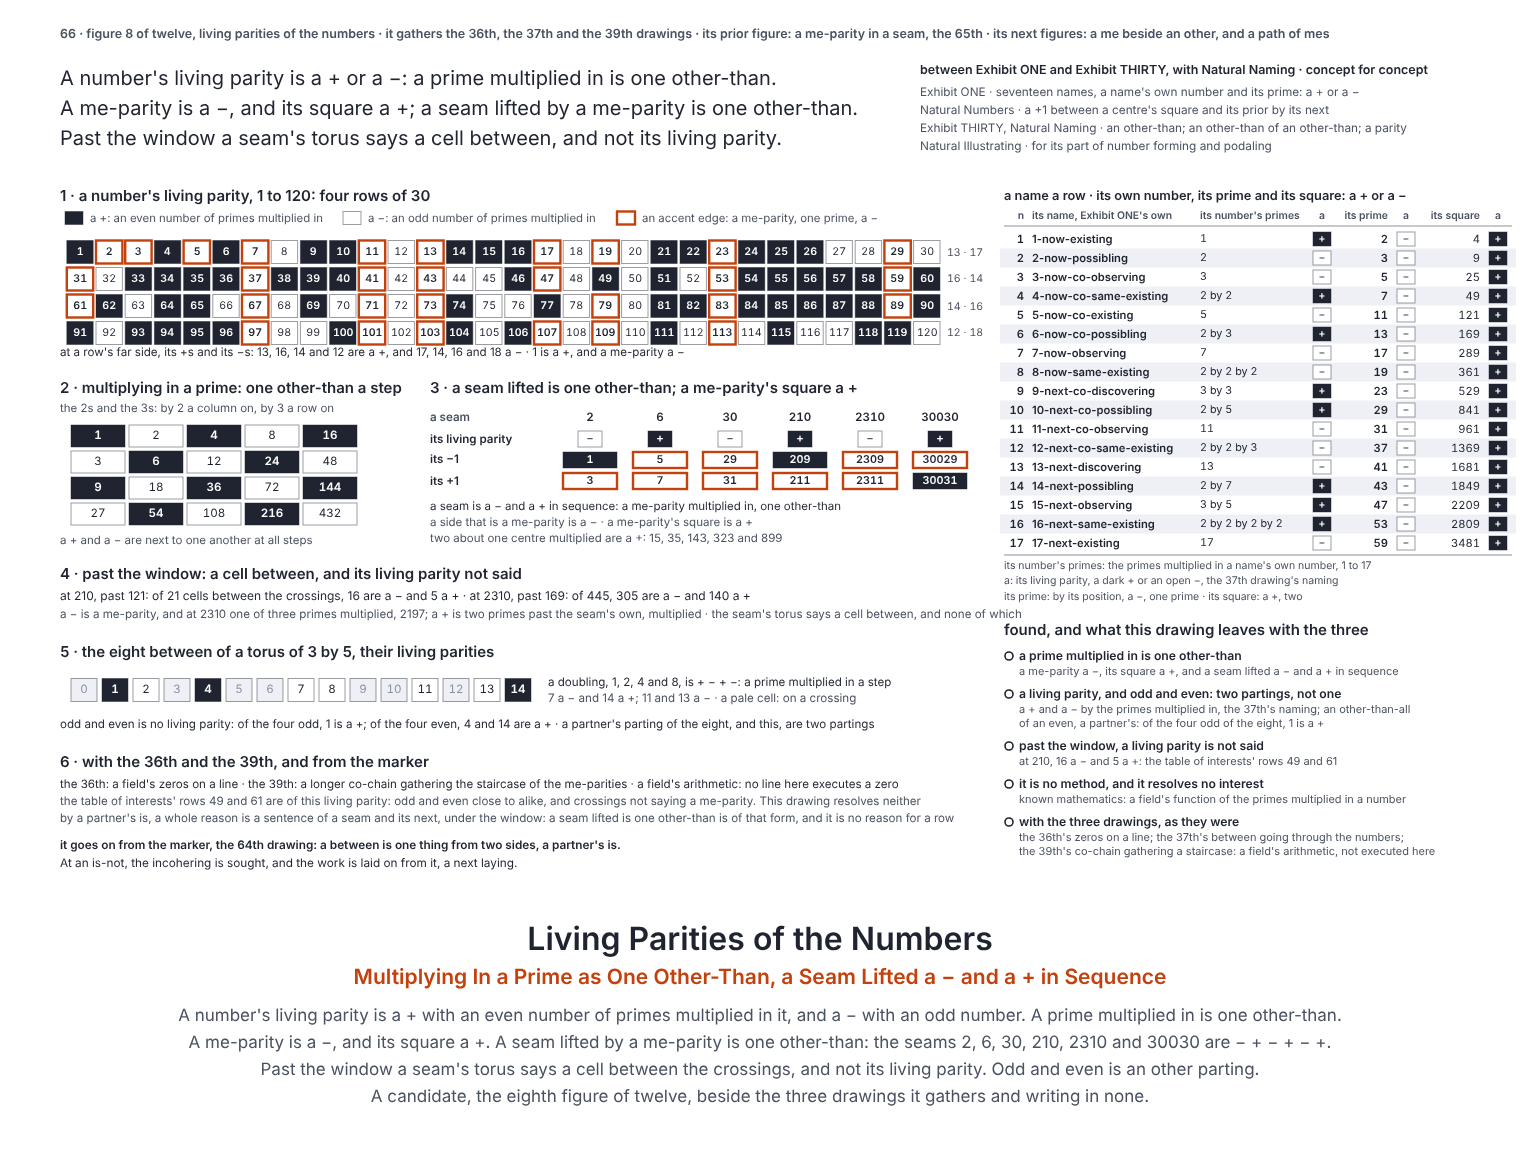 66 · figure 8 of twelve, living parities of the numbers · it gathers the 36th, the 37th and the 39th drawings · its prior figure: a me-parity in a seam, the 65th · its next figures: a me beside an other, and a path of mes
A number's living parity is a + or a −: a prime multiplied in is one other-than.
A me-parity is a −, and its square a +; a seam lifted by a me-parity is one other-than.
Past the window a seam's torus says a cell between, and not its living parity.
between Exhibit ONE and Exhibit THIRTY, with Natural Naming · concept for concept
Exhibit ONE · seventeen names, a name's own number and its prime: a + or a −
Natural Numbers · a +1 between a centre's square and its prior by its next
Exhibit THIRTY, Natural Naming · an other-than; an other-than of an other-than; a parity
Natural Illustrating · for its part of number forming and podaling
1 · a number's living parity, 1 to 120: four rows of 30
a +: an even number of primes multiplied in a −: an odd number of primes multiplied in an accent edge: a me-parity, one prime, a −
1 2 3 4 5 6 7 8 9 10 11 12 13 14 15 16 17 18 19 20 21 22 23 24 25 26 27 28 29 30 13 · 17
31 32 33 34 35 36 37 38 39 40 41 42 43 44 45 46 47 48 49 50 51 52 53 54 55 56 57 58 59 60 16 · 14
61 62 63 64 65 66 67 68 69 70 71 72 73 74 75 76 77 78 79 80 81 82 83 84 85 86 87 88 89 90 14 · 16
91 92 93 94 95 96 97 98 99 100 101 102 103 104 105 106 107 108 109 110 111 112 113 114 115 116 117 118 119 120 12 · 18
at a row's far side, its +s and its −s: 13, 16, 14 and 12 are a +, and 17, 14, 16 and 18 a − · 1 is a +, and a me-parity a −
2 · multiplying in a prime: one other-than a step
the 2s and the 3s: by 2 a column on, by 3 a row on
1 2 4 8 16
3 6 12 24 48
9 18 36 72 144
27 54 108 216 432
a + and a − are next to one another at all steps
3 · a seam lifted is one other-than; a me-parity's square a +
a seam 2 6 30 210 2310 30030
its living parity − + − + − +
its −1 1 5 29 209 2309 30029
its +1 3 7 31 211 2311 30031
a seam is a − and a + in sequence: a me-parity multiplied in, one other-than
a side that is a me-parity is a − · a me-parity's square is a +
two about one centre multiplied are a +: 15, 35, 143, 323 and 899
4 · past the window: a cell between, and its living parity not said
at 210, past 121: of 21 cells between the crossings, 16 are a − and 5 a + · at 2310, past 169: of 445, 305 are a − and 140 a +
a − is a me-parity, and at 2310 one of three primes multiplied, 2197; a + is two primes past the seam's own, multiplied · the seam's torus says a cell between, and none of which
5 · the eight between of a torus of 3 by 5, their living parities
0 1 2 3 4 5 6 7 8 9 10 11 12 13 14
a doubling, 1, 2, 4 and 8, is + − + −: a prime multiplied in a step
7 a − and 14 a +; 11 and 13 a − · a pale cell: on a crossing
odd and even is no living parity: of the four odd, 1 is a +; of the four even, 4 and 14 are a + · a partner's parting of the eight, and this, are two partings
6 · with the 36th and the 39th, and from the marker
the 36th: a field's zeros on a line · the 39th: a longer co-chain gathering the staircase of the me-parities · a field's arithmetic: no line here executes a zero
the table of interests' rows 49 and 61 are of this living parity: odd and even close to alike, and crossings not saying a me-parity. This drawing resolves neither
by a partner's is, a whole reason is a sentence of a seam and its next, under the window: a seam lifted is one other-than is of that form, and it is no reason for a row
it goes on from the marker, the 64th drawing: a between is one thing from two sides, a partner's is.
At an is-not, the incohering is sought, and the work is laid on from it, a next laying.
a name a row · its own number, its prime and its square: a + or a −
n its name, Exhibit ONE's own its number's primes a its prime a its square a
1 1-now-existing 1 + 2 − 4 +
2 2-now-possibling 2 − 3 − 9 +
3 3-now-co-observing 3 − 5 − 25 +
4 4-now-co-same-existing 2 by 2 + 7 − 49 +
5 5-now-co-existing 5 − 11 − 121 +
6 6-now-co-possibling 2 by 3 + 13 − 169 +
7 7-now-observing 7 − 17 − 289 +
8 8-now-same-existing 2 by 2 by 2 − 19 − 361 +
9 9-next-co-discovering 3 by 3 + 23 − 529 +
10 10-next-co-possibling 2 by 5 + 29 − 841 +
11 11-next-co-observing 11 − 31 − 961 +
12 12-next-co-same-existing 2 by 2 by 3 − 37 − 1369 +
13 13-next-discovering 13 − 41 − 1681 +
14 14-next-possibling 2 by 7 + 43 − 1849 +
15 15-next-observing 3 by 5 + 47 − 2209 +
16 16-next-same-existing 2 by 2 by 2 by 2 + 53 − 2809 +
17 17-next-existing 17 − 59 − 3481 +
its number's primes: the primes multiplied in a name's own number, 1 to 17
a: its living parity, a dark + or an open −, the 37th drawing's naming
its prime: by its position, a −, one prime · its square: a +, two
found, and what this drawing leaves with the three
a prime multiplied in is one other-than
a me-parity a −, its square a +, and a seam lifted a − and a + in sequence
a living parity, and odd and even: two partings, not one
a + and a − by the primes multiplied in, the 37th's naming; an other-than-all
of an even, a partner's: of the four odd of the eight, 1 is a +
past the window, a living parity is not said
at 210, 16 a − and 5 a +: the table of interests' rows 49 and 61
it is no method, and it resolves no interest
known mathematics: a field's function of the primes multiplied in a number
with the three drawings, as they were
the 36th's zeros on a line; the 37th's between going through the numbers;
the 39th's co-chain gathering a staircase: a field's arithmetic, not executed here
Living Parities of the Numbers
Multiplying In a Prime as One Other-Than, a Seam Lifted a − and a + in Sequence
A number's living parity is a + with an even number of primes multiplied in it, and a − with an odd number. A prime multiplied in is one other-than.
A me-parity is a −, and its square a +. A seam lifted by a me-parity is one other-than: the seams 2, 6, 30, 210, 2310 and 30030 are − + − + − +.
Past the window a seam's torus says a cell between the crossings, and not its living parity. Odd and even is an other parting.
A candidate, the eighth figure of twelve, beside the three drawings it gathers and writing in none.